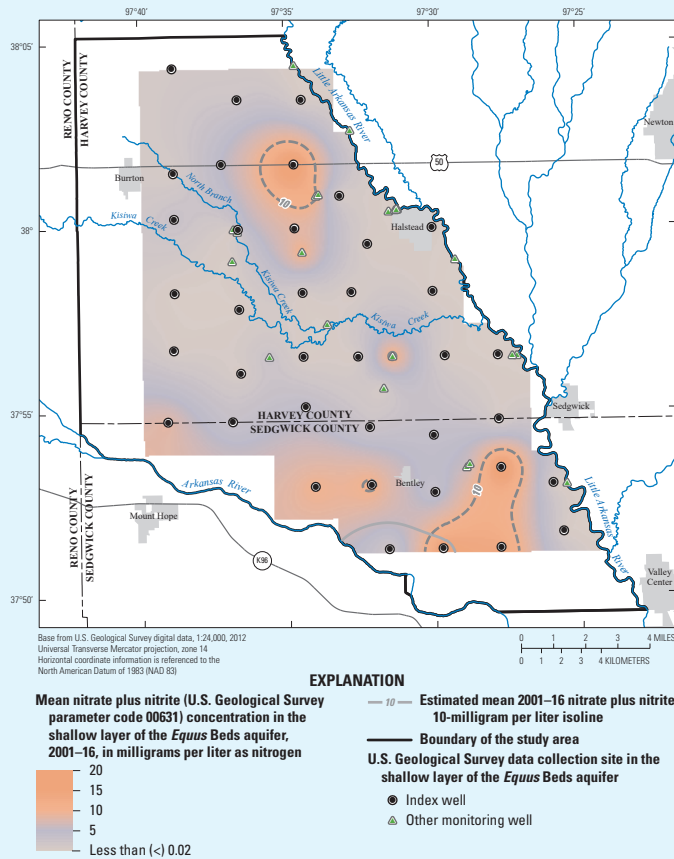 97°40'
97°35'
97°30'
97°25'
38°05'
RENO COUNTY
HARVEY COUNTY
Little Arkansas River
Newton
50
Burrton
North Branch
10
Kisiwa Creek
38°
Halstead
Kisiwa Creek
Kisiwa Creek
37°55'
HARVEY COUNTY
SEDGWICK COUNTY
Sedgwick
Arkansas River
Bentley
10
Little Arkansas River
Mount Hope
RENO COUNTY
SEDGWICK COUNTY
K96
Valley
Center
37°50'
Base from U.S. Geological Survey digital data, 1:24,000, 2012
Universal Transverse Mercator projection, zone 14
Horizontal coordinate information is referenced to the
North American Datum of 1983 (NAD 83)
0 1 2 3 4 MILES
0 1 2 3 4 KILOMETERS
EXPLANATION
Mean nitrate plus nitrite (U.S. Geological Survey
parameter code 00631) concentration in the
shallow layer of the Equus Beds aquifer,
2001–16, in milligrams per liter as nitrogen
20
15
10
5
Less than (<) 0.02
10
Estimated mean 2001–16 nitrate plus nitrite
10-milligram per liter isoline
Boundary of the study area
U.S. Geological Survey data collection site in the
shallow layer of the Equus Beds aquifer
Index well
Other monitoring well